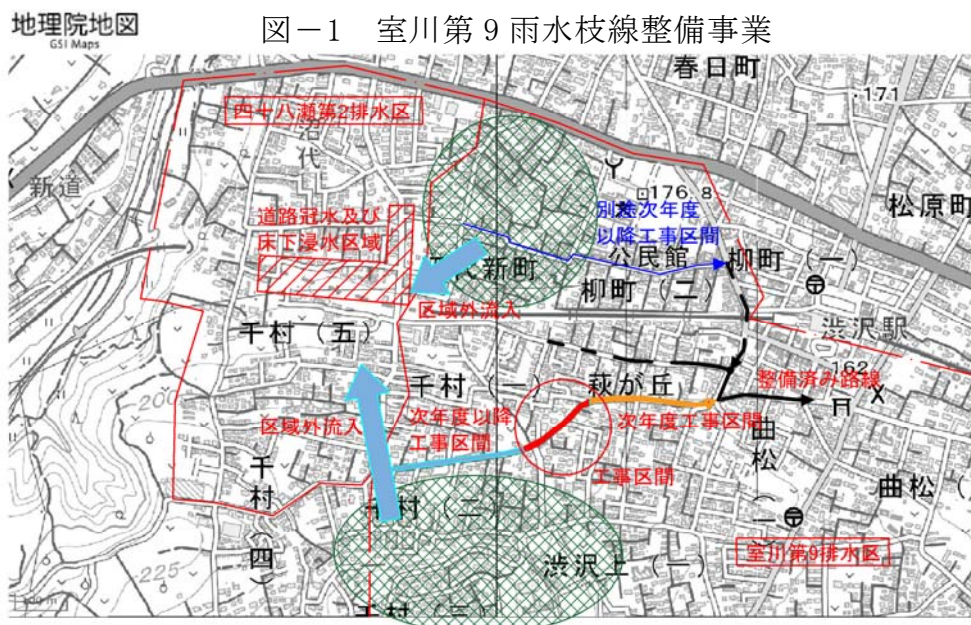 地理院地図
GSI Maps
図－1 室川第9雨水枝線整備事業
春日町
四十八瀬第2排水区
沼代
・171
新道
176.8
松原町
道路冠水及び
床下浸水区域
別途次年度
以降工事区間
公民館
柳町(一)
新町
柳町(二)
区域外流入
渋沢駅
千村(五)
162
整備済み路線
千村(一)
萩が丘
次年度以降
工事区間
次年度工事区間
区域外流入
曲松(一)
工事区間
千村(四)
曲松(
千村(二)
室川第9排水区
渋沢上(一)
200
225